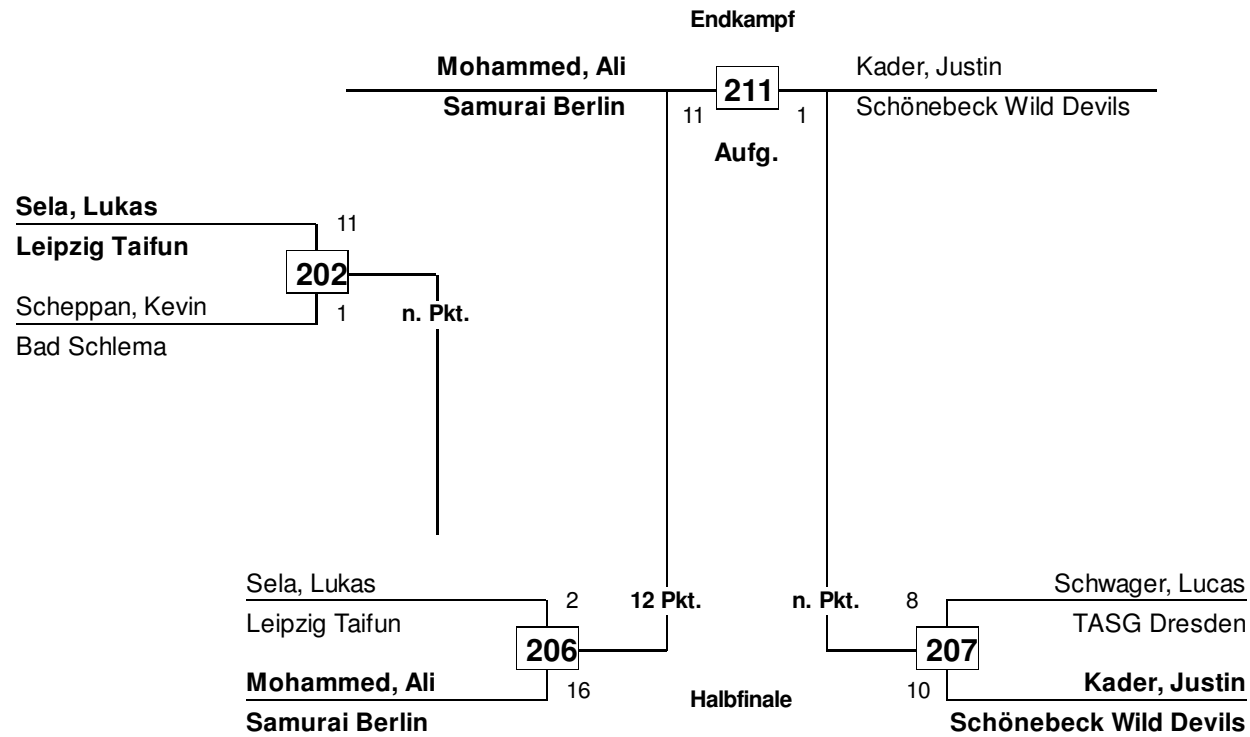 Endkampf
Mohammed, Ali
Samurai Berlin
11
211
1
Aufg.
Kader, Justin
Schönebeck Wild Devils
Sela, Lukas
Leipzig Taifun
11
202
Scheppan, Kevin
Bad Schlema
1
n. Pkt.
Sela, Lukas
Leipzig Taifun
2
206
12 Pkt.
Mohammed, Ali
Samurai Berlin
16
Halbfinale
n. Pkt.
8
Schwager, Lucas
TASG Dresden
207
10
Kader, Justin
Schönebeck Wild Devils